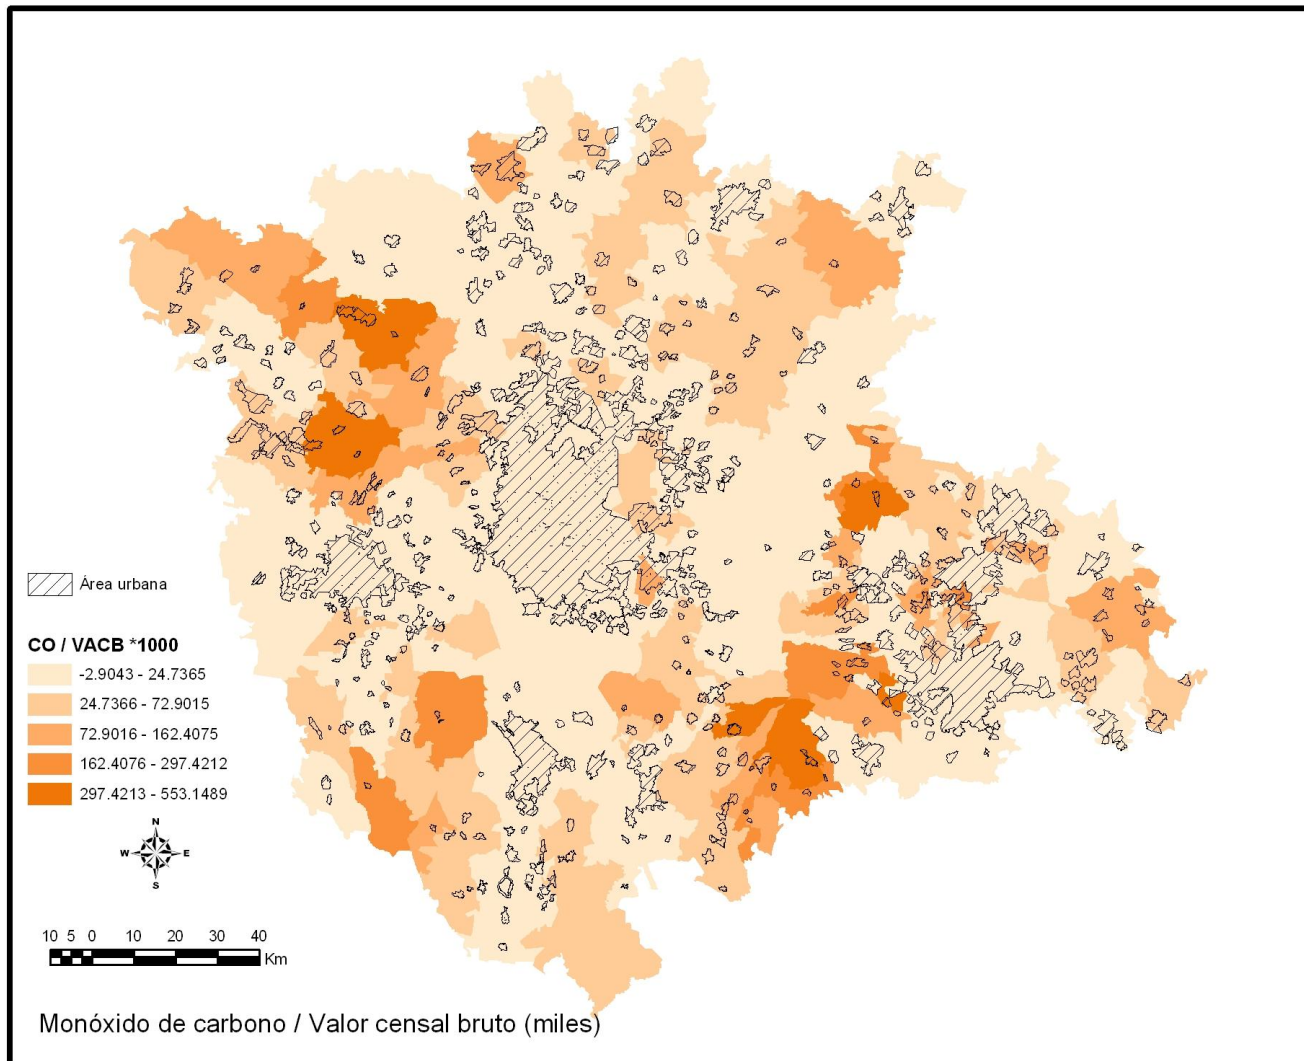 Área urbana
CO / VACB *1000
-2.9043 - 24.7365
24.7366 - 72.9015
72.9016 - 162.4075
162.4076 - 297.4212
297.4213 - 553.1489
N
W E
S
10 5 0 10 20 30 40
Km
Monóxido de carbono / Valor censal bruto (miles)